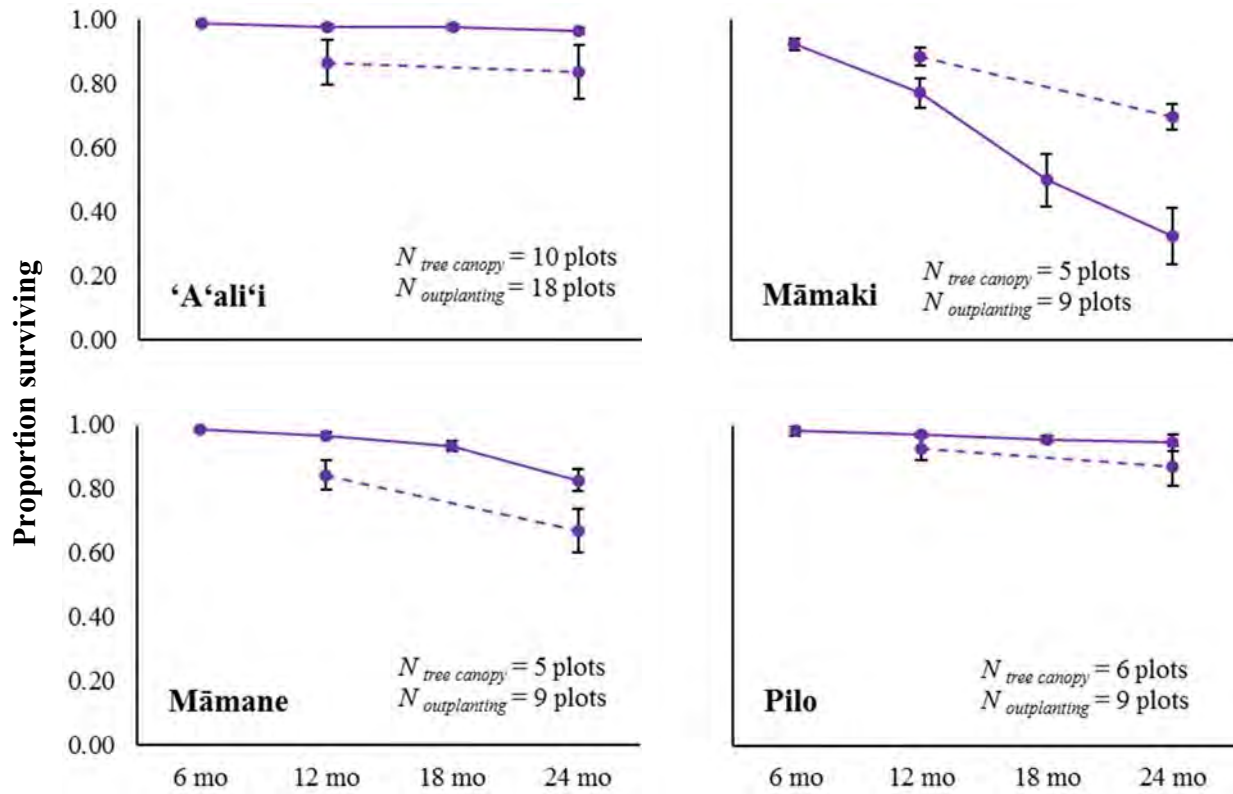 Proportion surviving
1.00
0.80
0.60
0.40
0.20
0.00
N tree canopy = 10 plots
N outplanting = 18 plots
ʻAʻaliʻi
N tree canopy = 5 plots
N outplanting = 9 plots
Māmaki
1.00
0.80
0.60
0.40
0.20
0.00
N tree canopy = 5 plots
N outplanting = 9 plots
Māmane
6 mo 12 mo 18 mo 24 mo
N tree canopy = 6 plots
N outplanting = 9 plots
Pilo
6 mo 12 mo 18 mo 24 mo